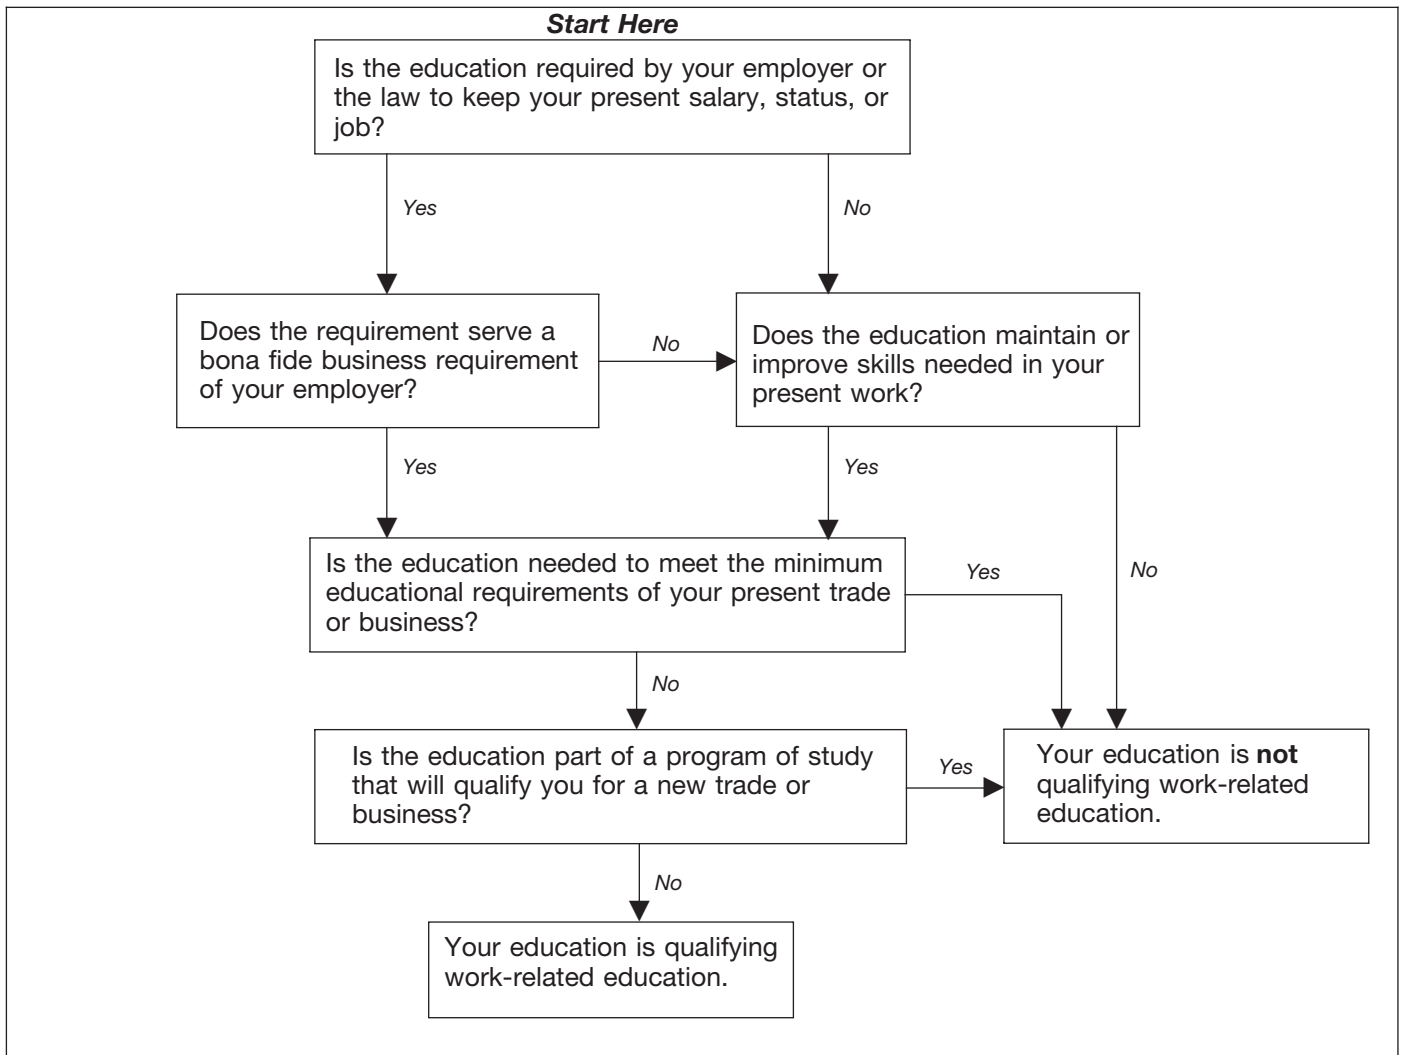 Start Here
Is the education required by your employer or
the law to keep your present salary, status, or
job?
Yes
No
Does the requirement serve a
bona fide business requirement
of your employer?
No
Does the education maintain or
improve skills needed in your
present work?
Yes
Yes
Is the education needed to meet the minimum
educational requirements of your present trade
or business?
Yes
No
No
Is the education part of a program of study
that will qualify you for a new trade or
business?
Yes
Your education is not
qualifying work-related
education.
No
Your education is qualifying
work-related education.